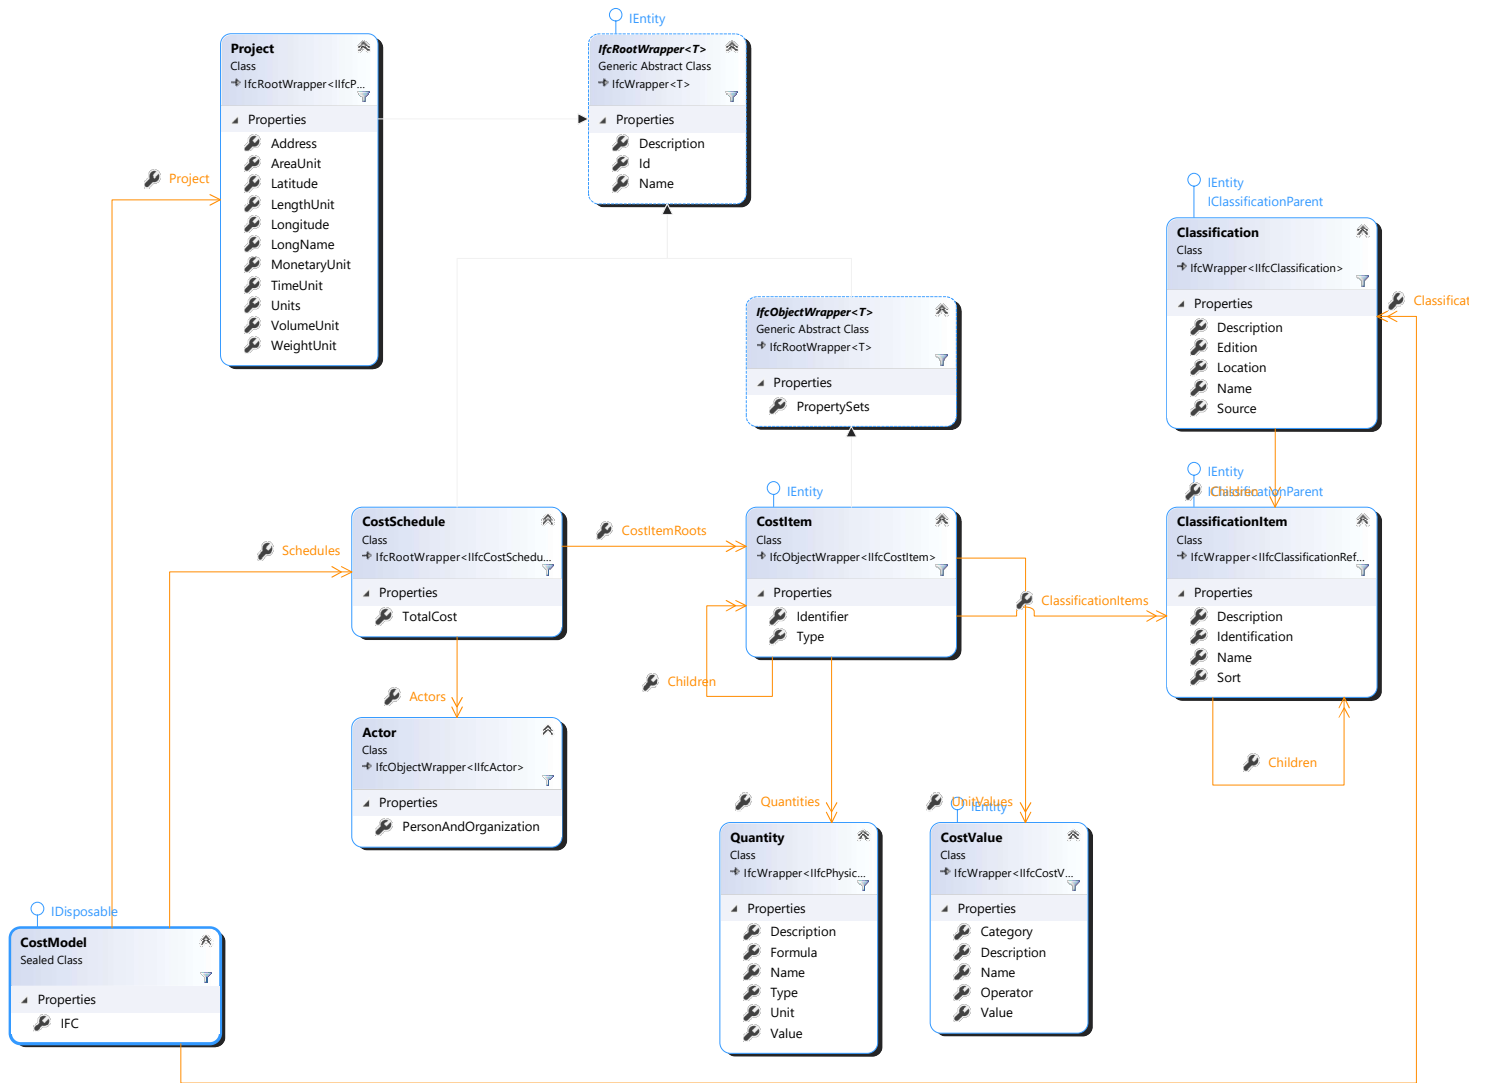 IEntity
Project
Class
IfcRootWrapper<IIfcP...
Properties
Address
AreaUnit
Latitude
LengthUnit
Longitude
LongName
MonetaryUnit
TimeUnit
Units
VolumeUnit
WeightUnit
IfcRootWrapper<T>
Generic Abstract Class
IfcWrapper<T>
Properties
Description
Id
Name
Project
IEntity
IClassificationParent
Classification
Class
IfcWrapper<IIfcClassification>
Properties
Description
Edition
Location
Name
Source
Classificat
IfcObjectWrapper<T>
Generic Abstract Class
IfcRootWrapper<T>
Properties
PropertySets
IEntity
IClassificationParent
Children
ClassificationItem
Class
IfcWrapper<IIfcClassificationRef...
Properties
Description
Identification
Name
Sort
Children
Schedules
CostSchedule
Class
IfcRootWrapper<IIfcCostSchedu...
Properties
TotalCost
CostItemRoots
IEntity
CostItem
Class
IfcObjectWrapper<IIfcCostItem>
Properties
Identifier
Type
ClassificationItems
Children
Actors
Actor
Class
IfcObjectWrapper<IIfcActor>
Properties
PersonAndOrganization
Quantities
Quantity
Class
IfcWrapper<IIfcPhysic...
Properties
Description
Formula
Name
Type
Unit
Value
UnitValues
IEntity
CostValue
Class
IfcWrapper<IIfcCostV...
Properties
Category
Description
Name
Operator
Value
IDisposable
CostModel
Sealed Class
Properties
IFC